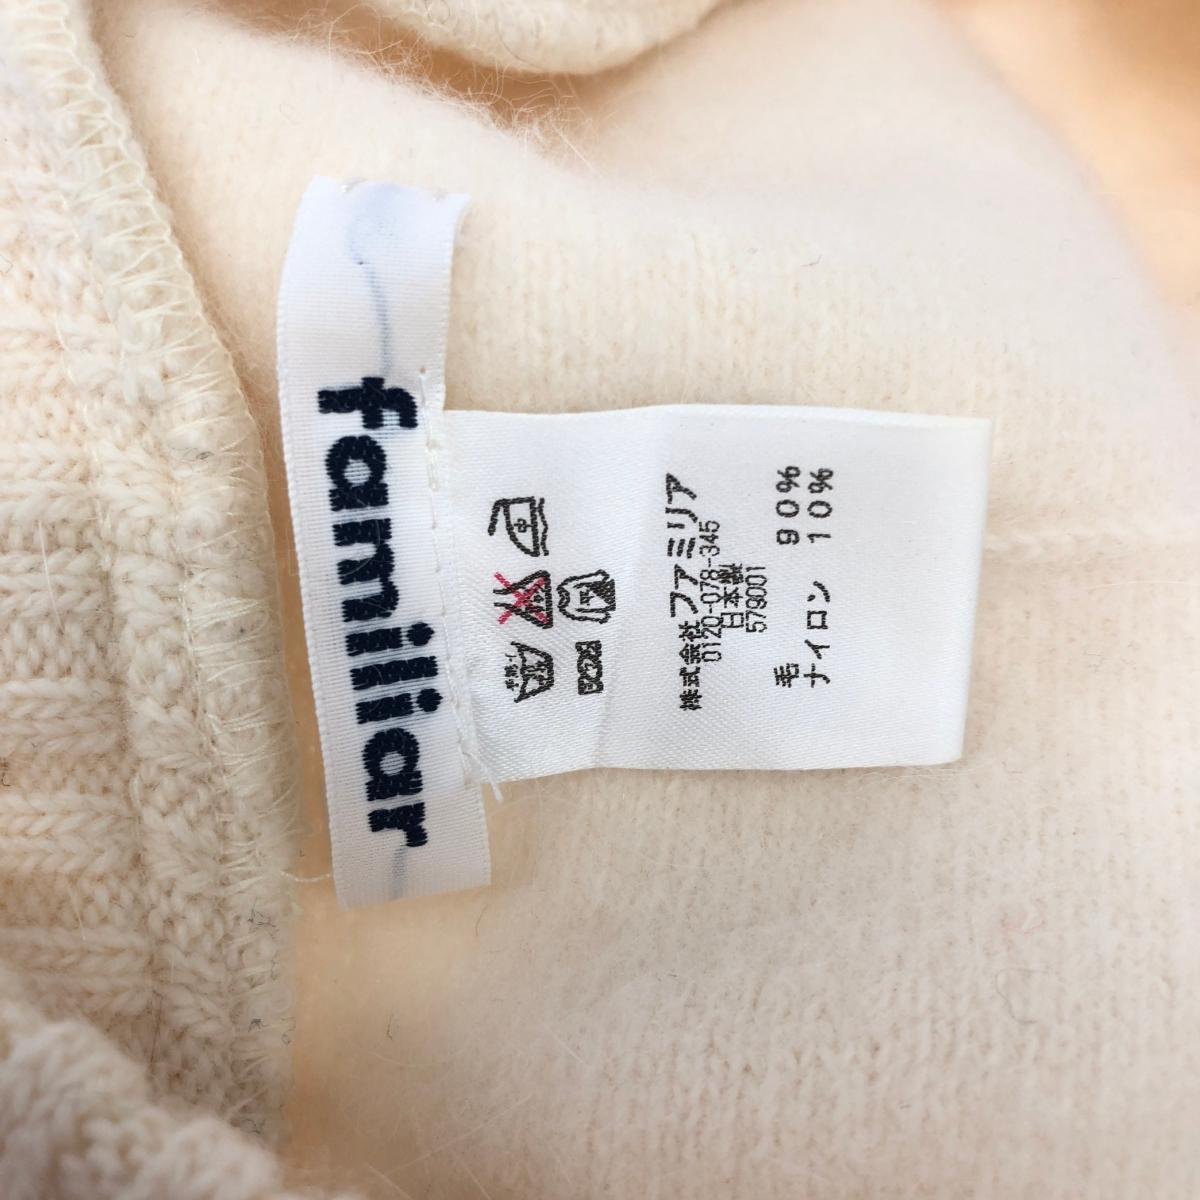 familiar
毛 90%
ナイロン 10%
579001
日本製
0120-078-345
株式会社ファミリア
中